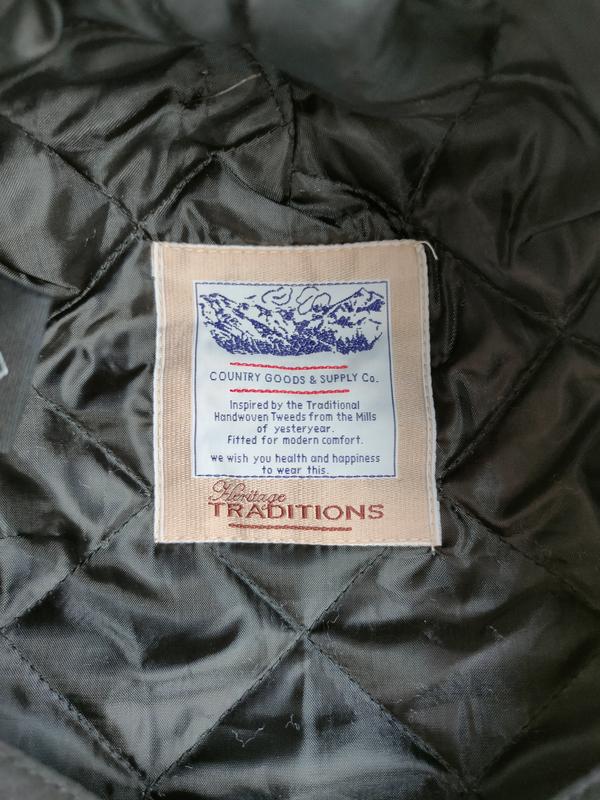 COUNTRY GOODS & SUPPLY Co.
Inspired by the Traditional
Handwoven Tweeds from the Mills
of yesteryear.
Fitted for modern comfort.
we wish you health and happiness
to wear this.
Heritage
TRADITIONS